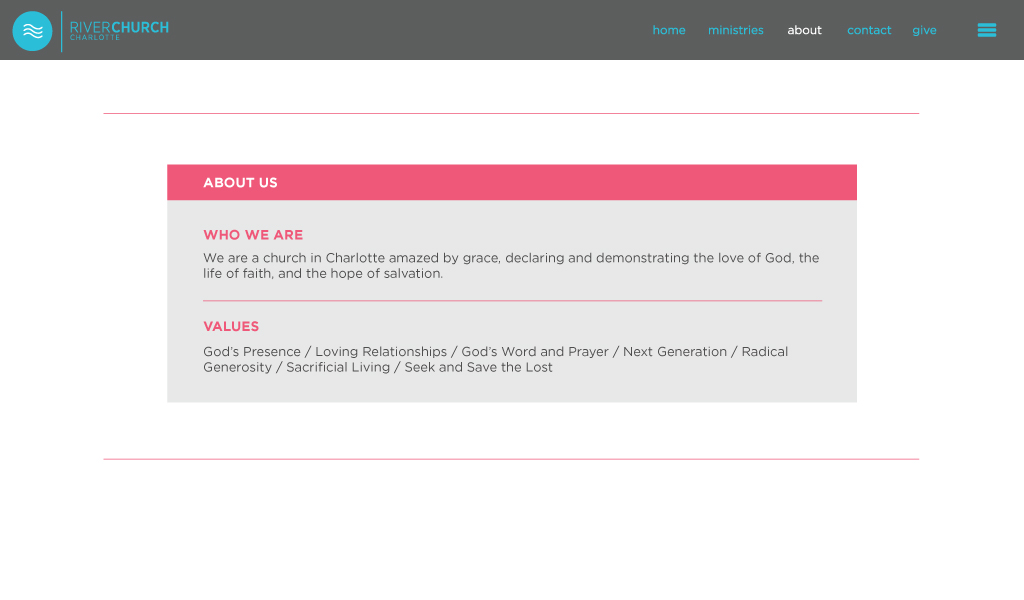 RIVERCHURCH
CHARLOTTE
home ministries about contact give
ABOUT US
WHO WE ARE
We are a church in Charlotte amazed by grace, declaring and demonstrating the love of God, the
life of faith, and the hope of salvation.
VALUES
God's Presence / Loving Relationships / God's Word and Prayer / Next Generation / Radical
Generosity / Sacrificial Living / Seek and Save the Lost